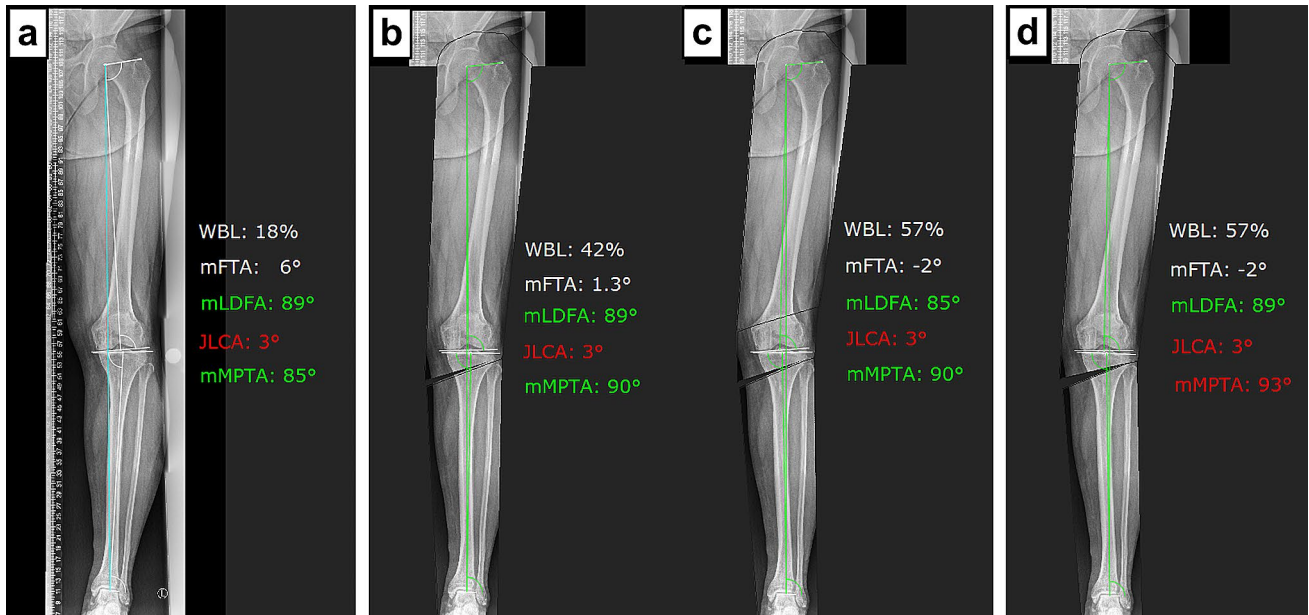 a
WBL: 18%
mFTA: 6°
mLDFA: 89°
JLCA: 3°
mMPTA: 85°
b
WBL: 42%
mFTA: 1.3°
mLDFA: 89°
JLCA: 3°
mMPTA: 90°
c
WBL: 57%
mFTA: -2°
mLDFA: 85°
JLCA: 3°
mMPTA: 90°
d
WBL: 57%
mFTA: -2°
mLDFA: 89°
JLCA: 3°
mMPTA: 93°